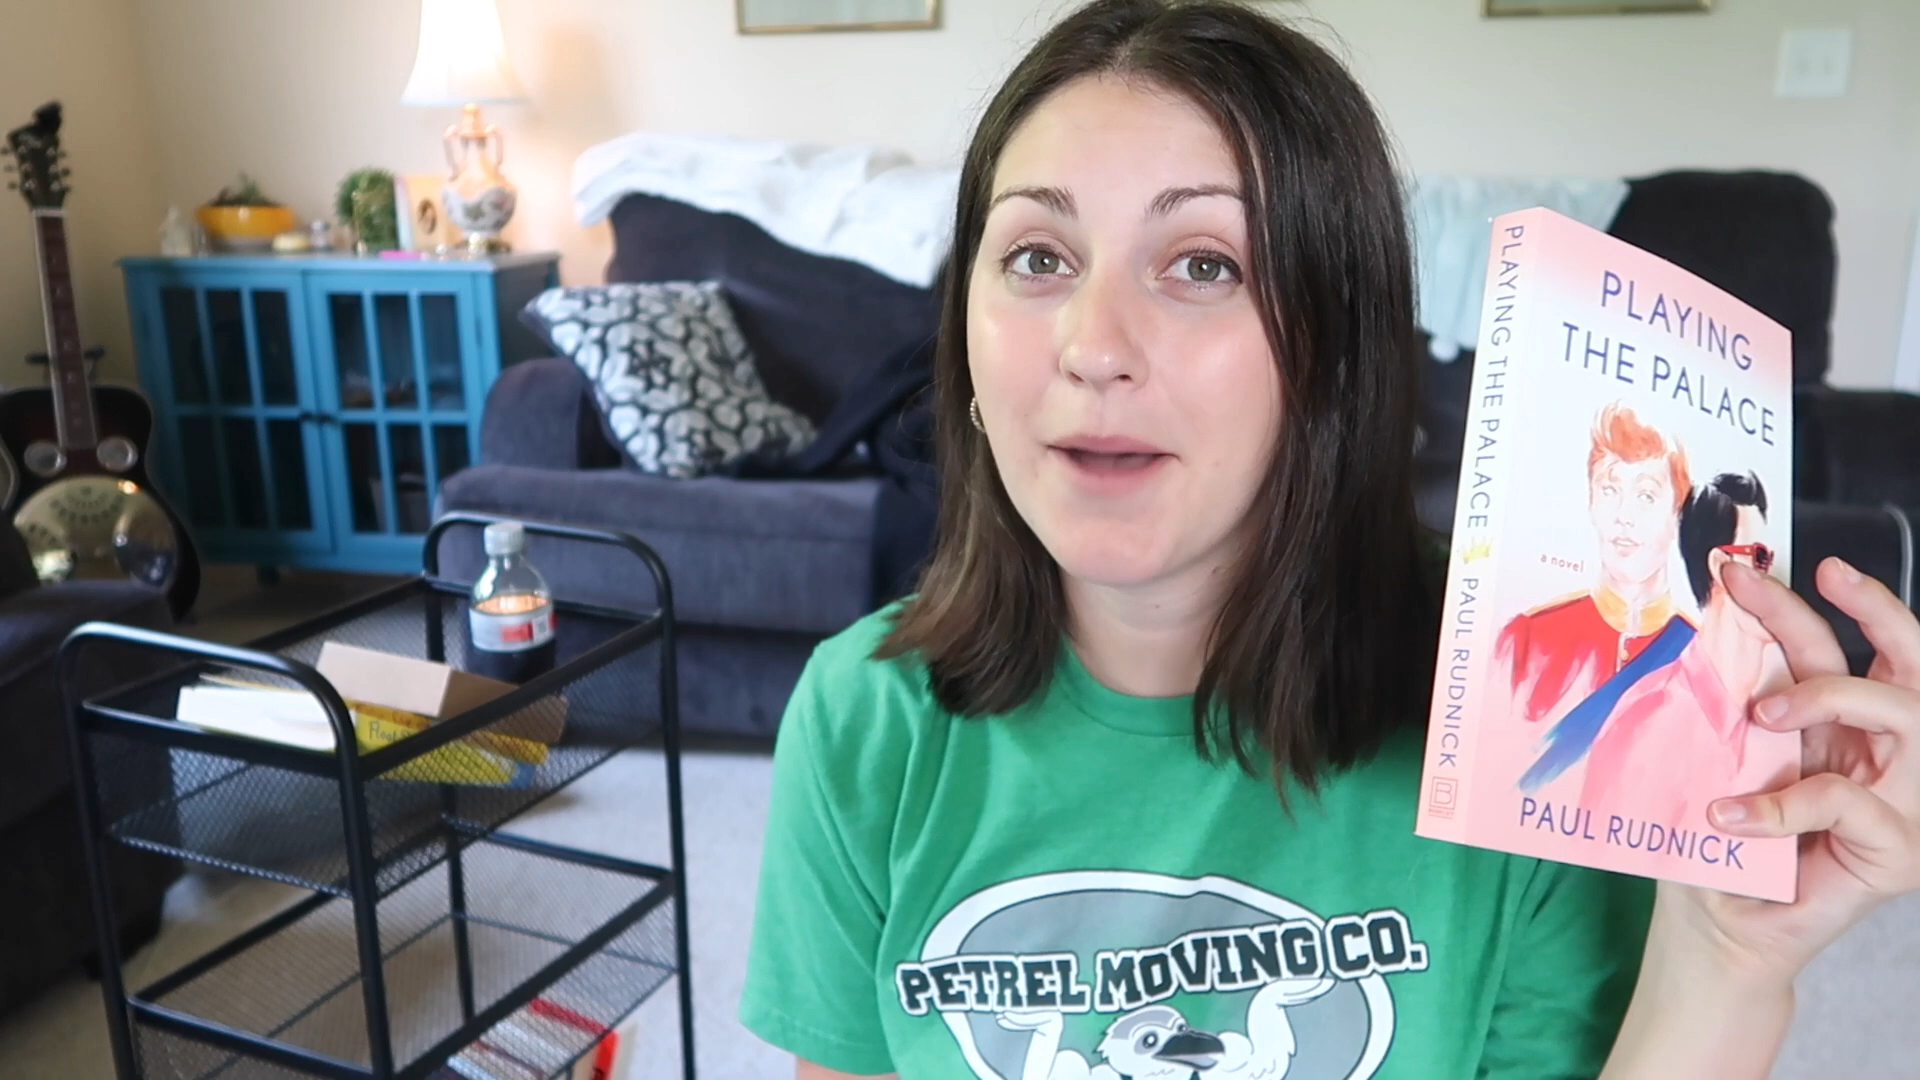 PLAYING THE PALACE PAUL RUDNICK
PLAYING
THE PALACE
a novel
PAUL RUDNICK
PETREL MOVING CO.